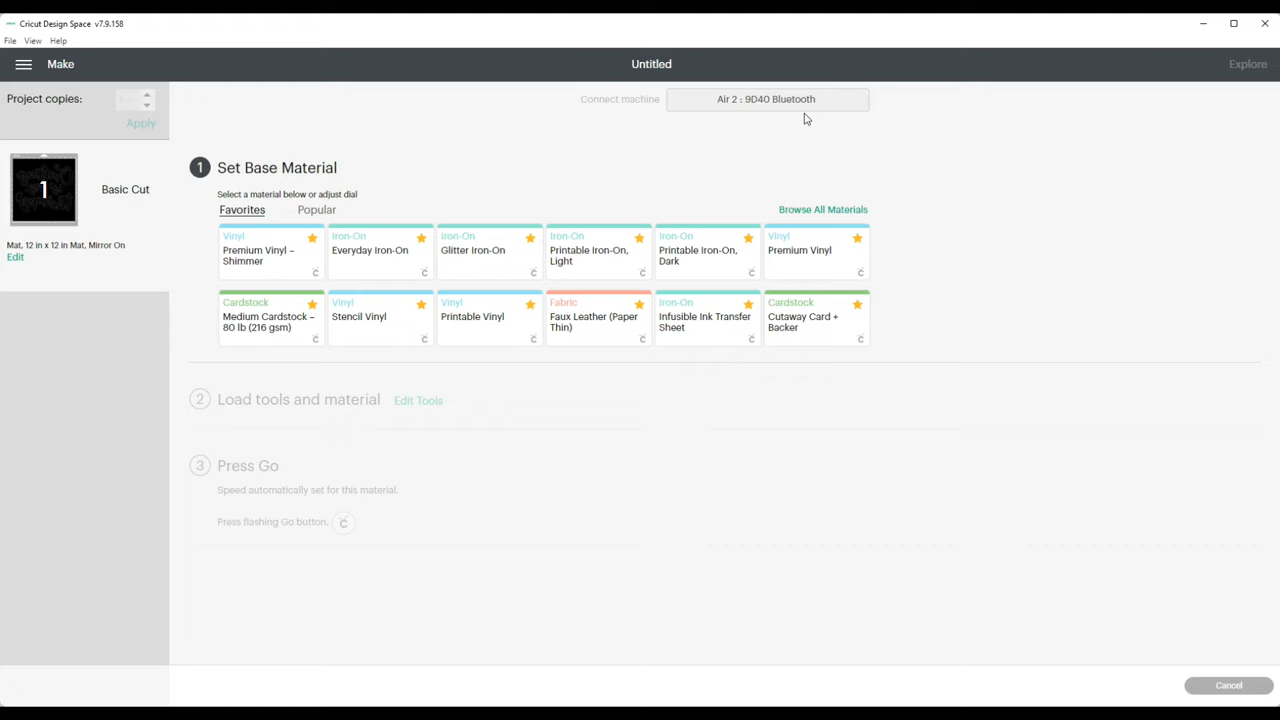 Cricut Design Space v7.9.158
File View Help
Make
Untitled
Explore
Project copies:
Apply
1
Basic Cut
Mat, 12 in x 12 in Mat, Mirror On
Edit
Connect machine
Air 2 : 9D40 Bluetooth
1 Set Base Material
Select a material below or adjust dial
Favorites Popular
Browse All Materials
Vinyl
Premium Vinyl –
Shimmer
Iron-On
Everyday Iron-On
Iron-On
Glitter Iron-On
Iron-On
Printable Iron-On,
Light
Iron-On
Printable Iron-On,
Dark
Vinyl
Premium Vinyl
Cardstock
Medium Cardstock –
80 lb (216 gsm)
Vinyl
Stencil Vinyl
Vinyl
Printable Vinyl
Fabric
Faux Leather (Paper
Thin)
Iron-On
Infusible Ink Transfer
Sheet
Cardstock
Cutaway Card +
Backer
2 Load tools and material Edit Tools
3 Press Go
Speed automatically set for this material.
Press flashing Go button.
Cancel